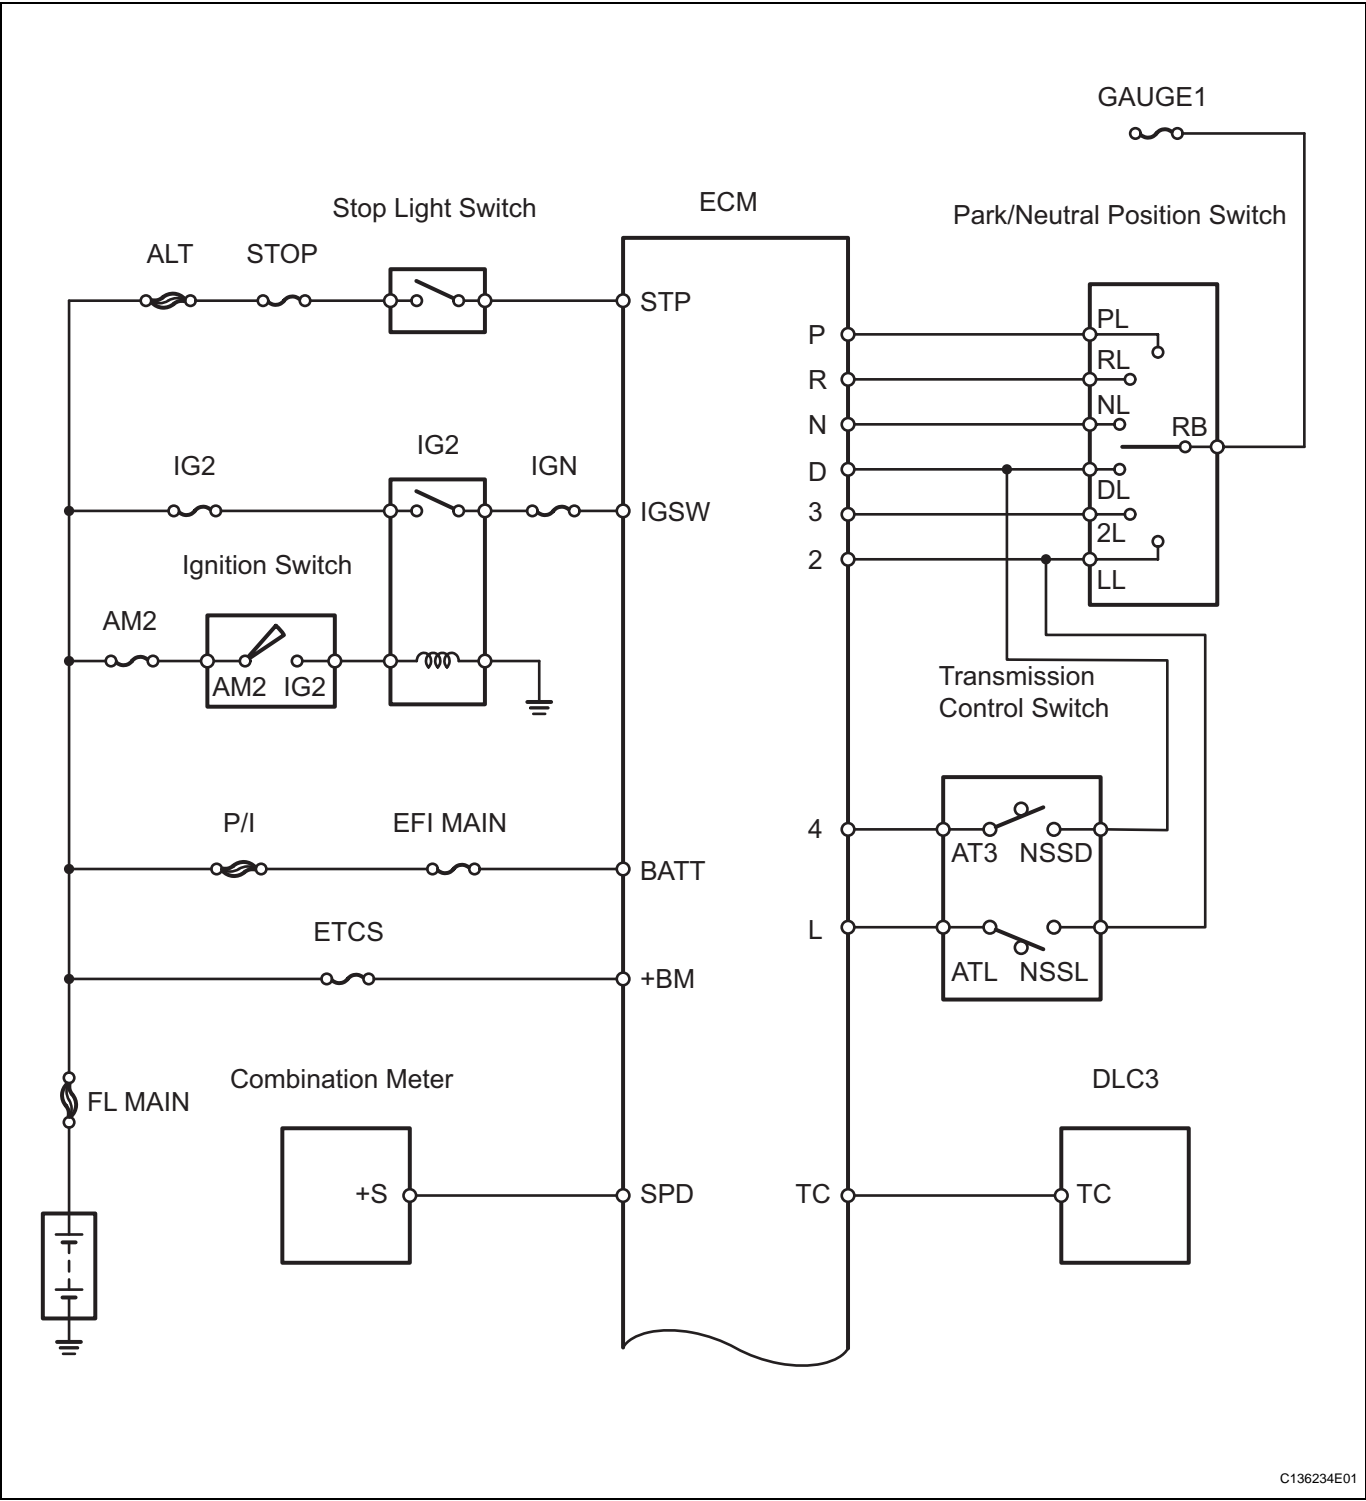 GAUGE1
ECM
Stop Light Switch
Park/Neutral Position Switch
ALT
STOP
STP
P
PL
R
RL
N
NL
RB
D
DL
3
2L
2
LL
IG2
IG2
IGN
IGSW
Ignition Switch
AM2
AM2
IG2
Transmission
Control Switch
P/I
EFI MAIN
BATT
4
AT3
NSSD
ETCS
+BM
L
ATL
NSSL
FL MAIN
Combination Meter
DLC3
+S
SPD
TC
TC
C136234E01